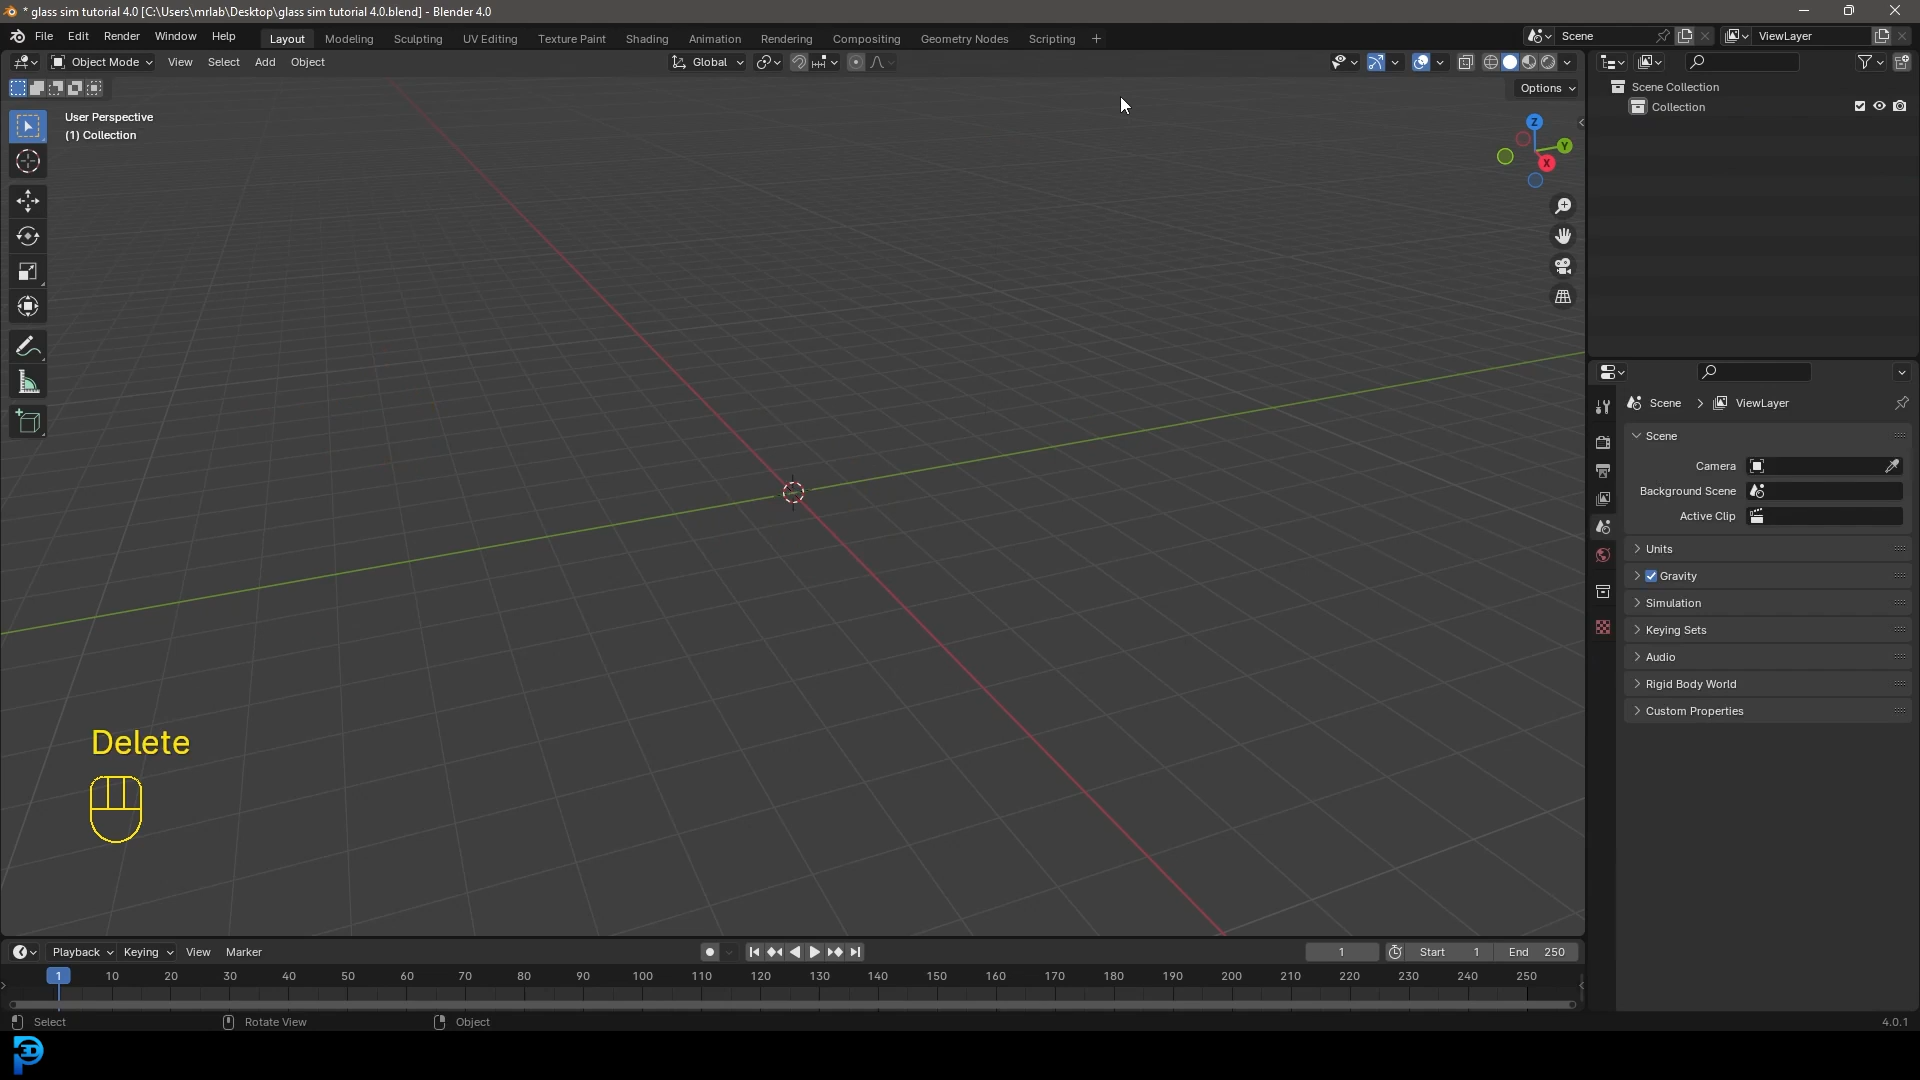 * glass sim tutorial 4.0 [C:\Users\mrlab\Desktop\glass sim tutorial 4.0.blend] - Blender 4.0
File Edit Render Window Help Layout Modeling Sculpting UV Editing Texture Paint Shading Animation Rendering Compositing Geometry Nodes Scripting + Scene ViewLayer
Object Mode View Select Add Object Global
Options
User Perspective
(1) Collection
Z
Y
X
Scene Collection
Collection
Scene > ViewLayer
Scene
Camera
Background Scene
Active Clip
Units
Gravity
Simulation
Keying Sets
Audio
Rigid Body World
Custom Properties
Delete
Playback Keying View Marker 1 Start 1 End 250
1 10 20 30 40 50 60 70 80 90 100 110 120 130 140 150 160 170 180 190 200 210 220 230 240 250
Select Rotate View Object 4.0.1
3D